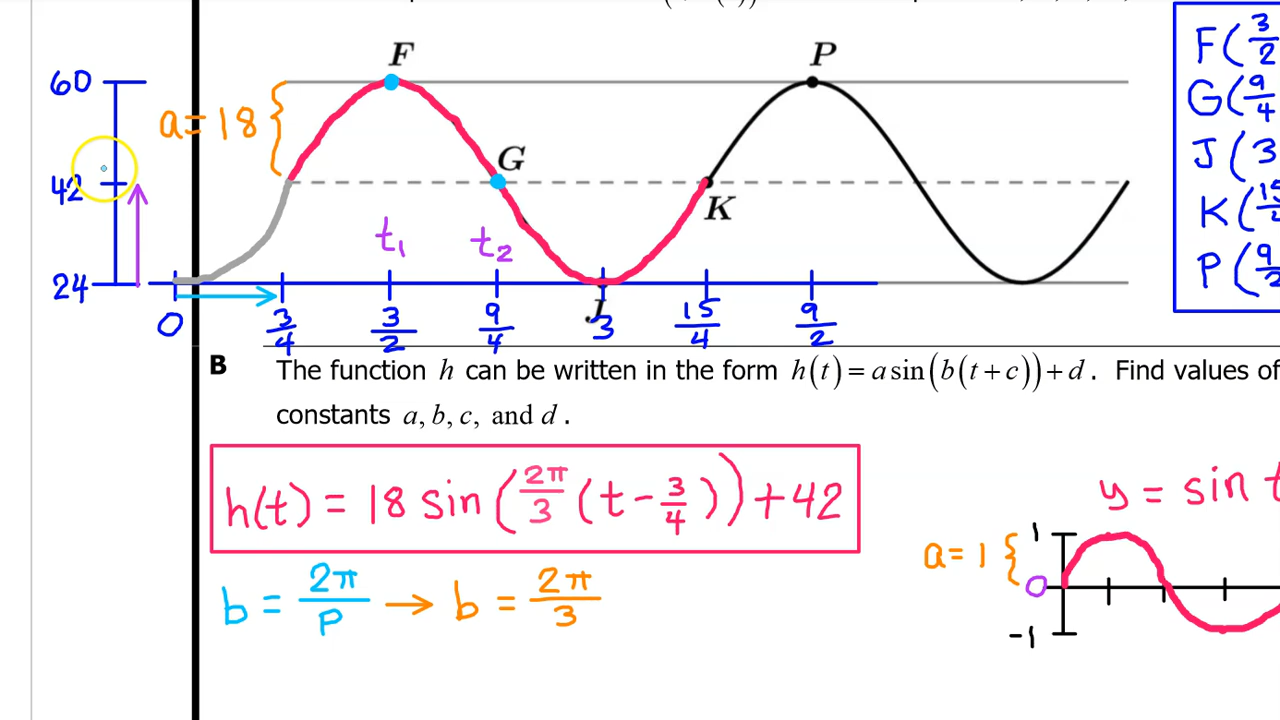 F
P
60
a = 18
G
42
K
t₁
t₂
24
J
0
3/4
3/2
9/4
3
15/4
9/2
F(3/2
G(9/4
J(3
K(15/
P(9/2
B The function h can be written in the form h(t) = a sin(b(t+c)) + d. Find values of
constants a, b, c, and d.
h(t) = 18 sin(2π/3 (t - 3/4)) + 42
b = 2π/P → b = 2π/3
y = sin t
a = 1
1
0
-1